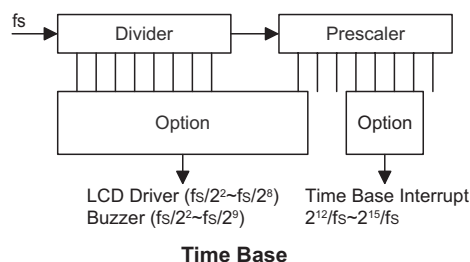 fs
Divider
Prescaler
Option
Option
LCD Driver (fs/2²~fs/2⁸)
Buzzer (fs/2²~fs/2⁹)
Time Base Interrupt
2¹²/fs~2¹⁵/fs
Time Base